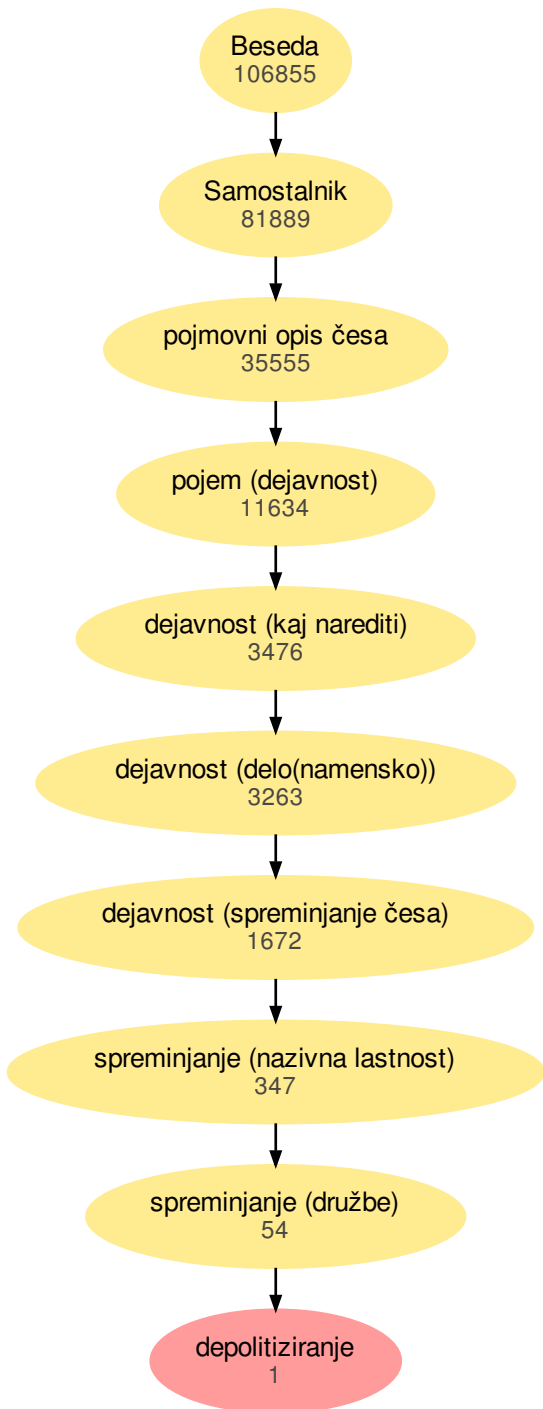 Beseda
106855
Samostalnik
81889
pojmovni opis česa
35555
pojem (dejavnost)
11634
dejavnost (kaj narediti)
3476
dejavnost (delo(namensko))
3263
dejavnost (spreminjanje česa)
1672
spreminjanje (nazivna lastnost)
347
spreminjanje (družbe)
54
depolitiziranje
1